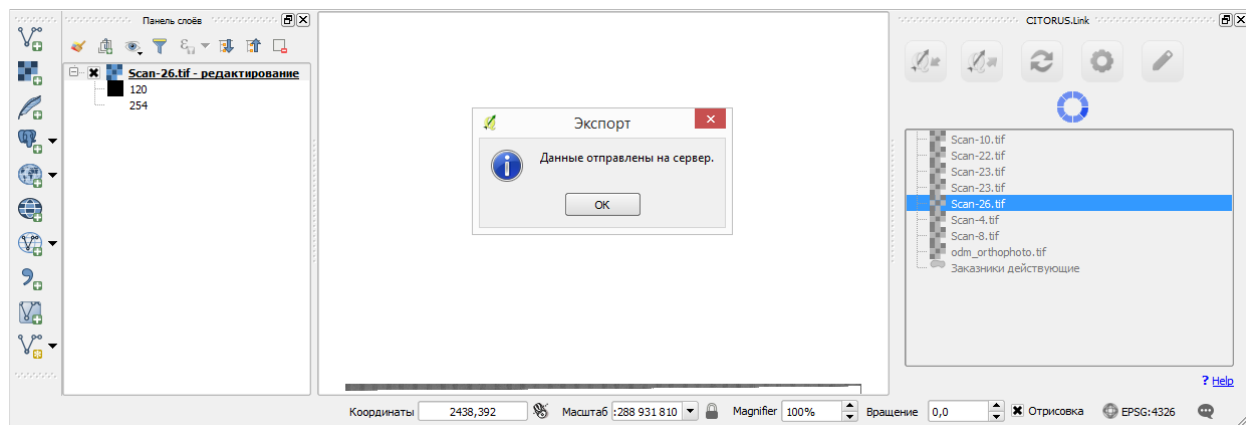 Панель слоёв
Scan-26.tif - редактирование
120
254
Экспорт
Данные отправлены на сервер.
OK
CITORUS.Link
Scan-10.tif
Scan-22.tif
Scan-23.tif
Scan-23.tif
Scan-26.tif
Scan-4.tif
Scan-8.tif
odm_orthophoto.tif
Заказники действующие
? Help
Координаты 2438,392 Масштаб :288 931 810 Magnifier 100% Вращение 0,0 Отрисовка EPSG:4326